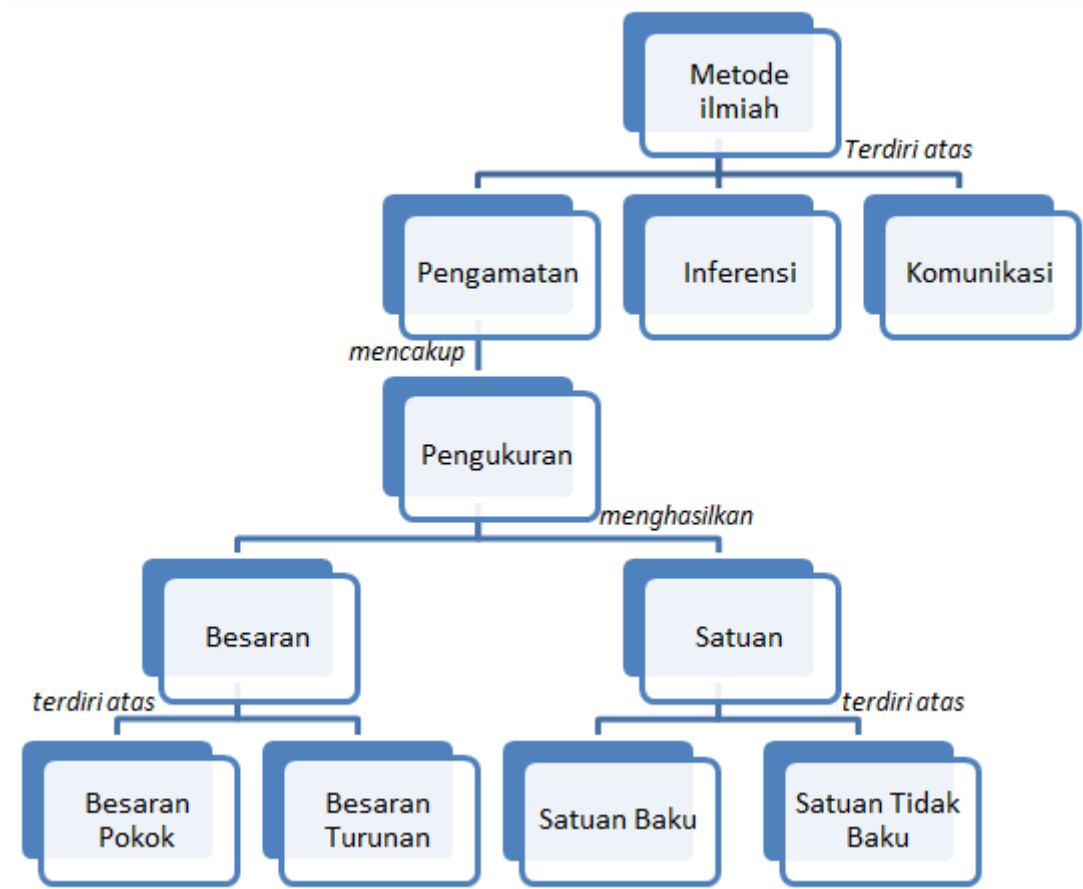 Metode
ilmiah
Terdiri atas
Pengamatan
Inferensi
Komunikasi
mencakup
Pengukuran
menghasilkan
Besaran
Satuan
terdiri atas
terdiri atas
Besaran
Pokok
Besaran
Turunan
Satuan Baku
Satuan Tidak
Baku